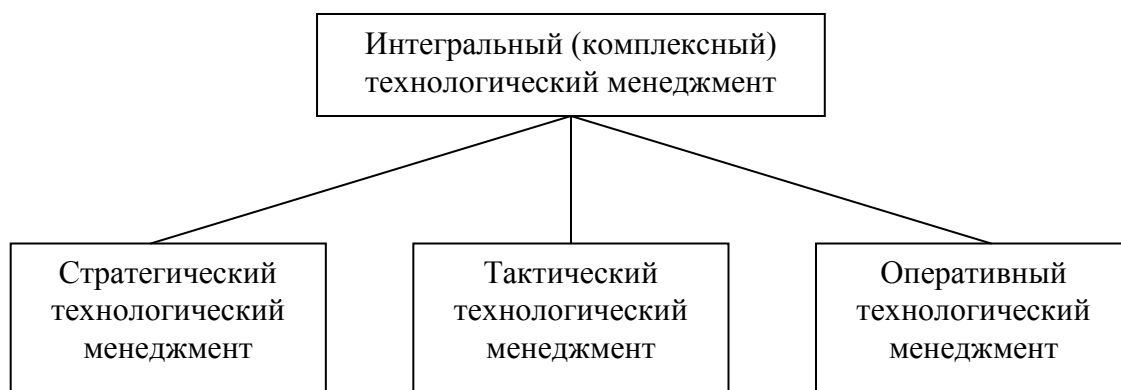 Интегральный (комплексный)
технологический менеджмент
Стратегический
технологический
менеджмент
Тактический
технологический
менеджмент
Оперативный
технологический
менеджмент